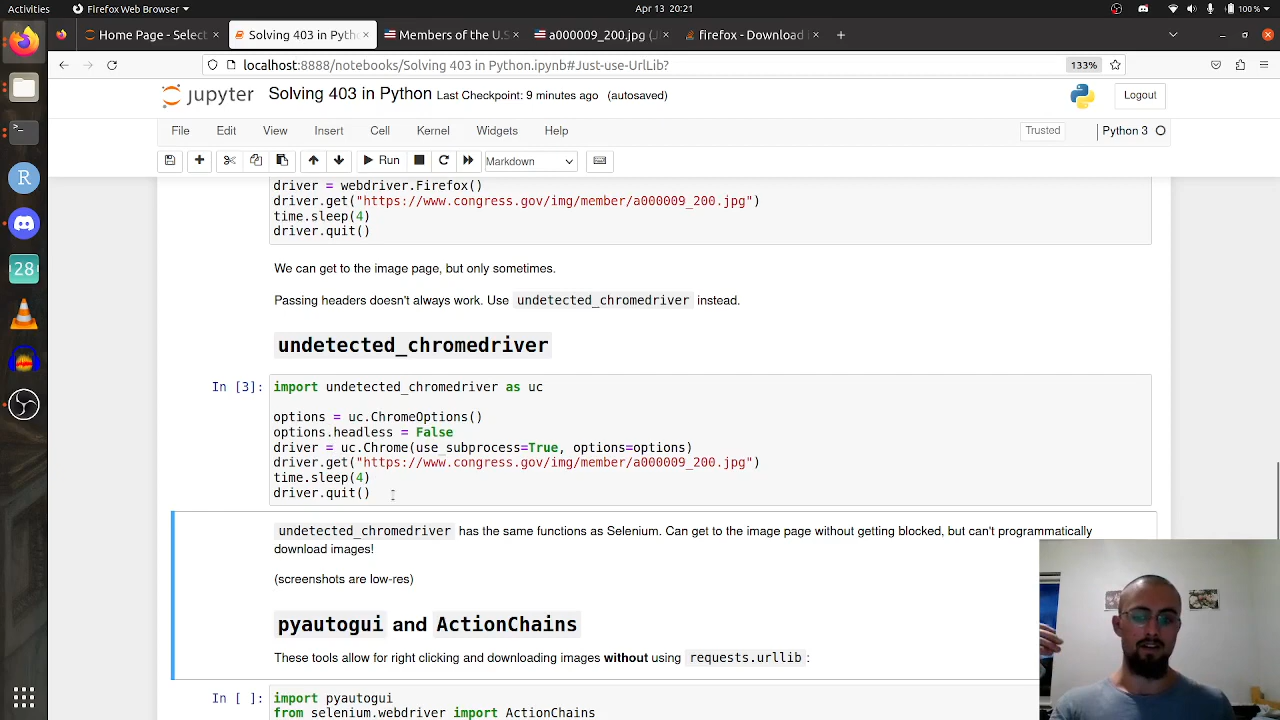 Activities
Firefox Web Browser
Apr 13 20:21
100%
Home Page - Select
Solving 403 in Pyth
Members of the U.S
a000009_200.jpg (J
firefox - Download
localhost:8888/notebooks/Solving 403 in Python.ipynb#Just-use-UrlLib?
133%
jupyter
Solving 403 in Python Last Checkpoint: 9 minutes ago (autosaved)
Logout
File Edit View Insert Cell Kernel Widgets Help
Trusted
Python 3
Run
Markdown
driver = webdriver.Firefox()
driver.get("https://www.congress.gov/img/member/a000009_200.jpg")
time.sleep(4)
driver.quit()
We can get to the image page, but only sometimes.
Passing headers doesn't always work. Use undetected_chromedriver instead.
undetected_chromedriver
In [3]:
import undetected_chromedriver as uc
options = uc.ChromeOptions()
options.headless = False
driver = uc.Chrome(use_subprocess=True, options=options)
driver.get("https://www.congress.gov/img/member/a000009_200.jpg")
time.sleep(4)
driver.quit()
undetected_chromedriver has the same functions as Selenium. Can get to the image page without getting blocked, but can't programmatically
download images!
(screenshots are low-res)
pyautogui and ActionChains
These tools allow for right clicking and downloading images without using requests.urllib:
In [ ]:
import pyautogui
from selenium.webdriver import ActionChains
R
28